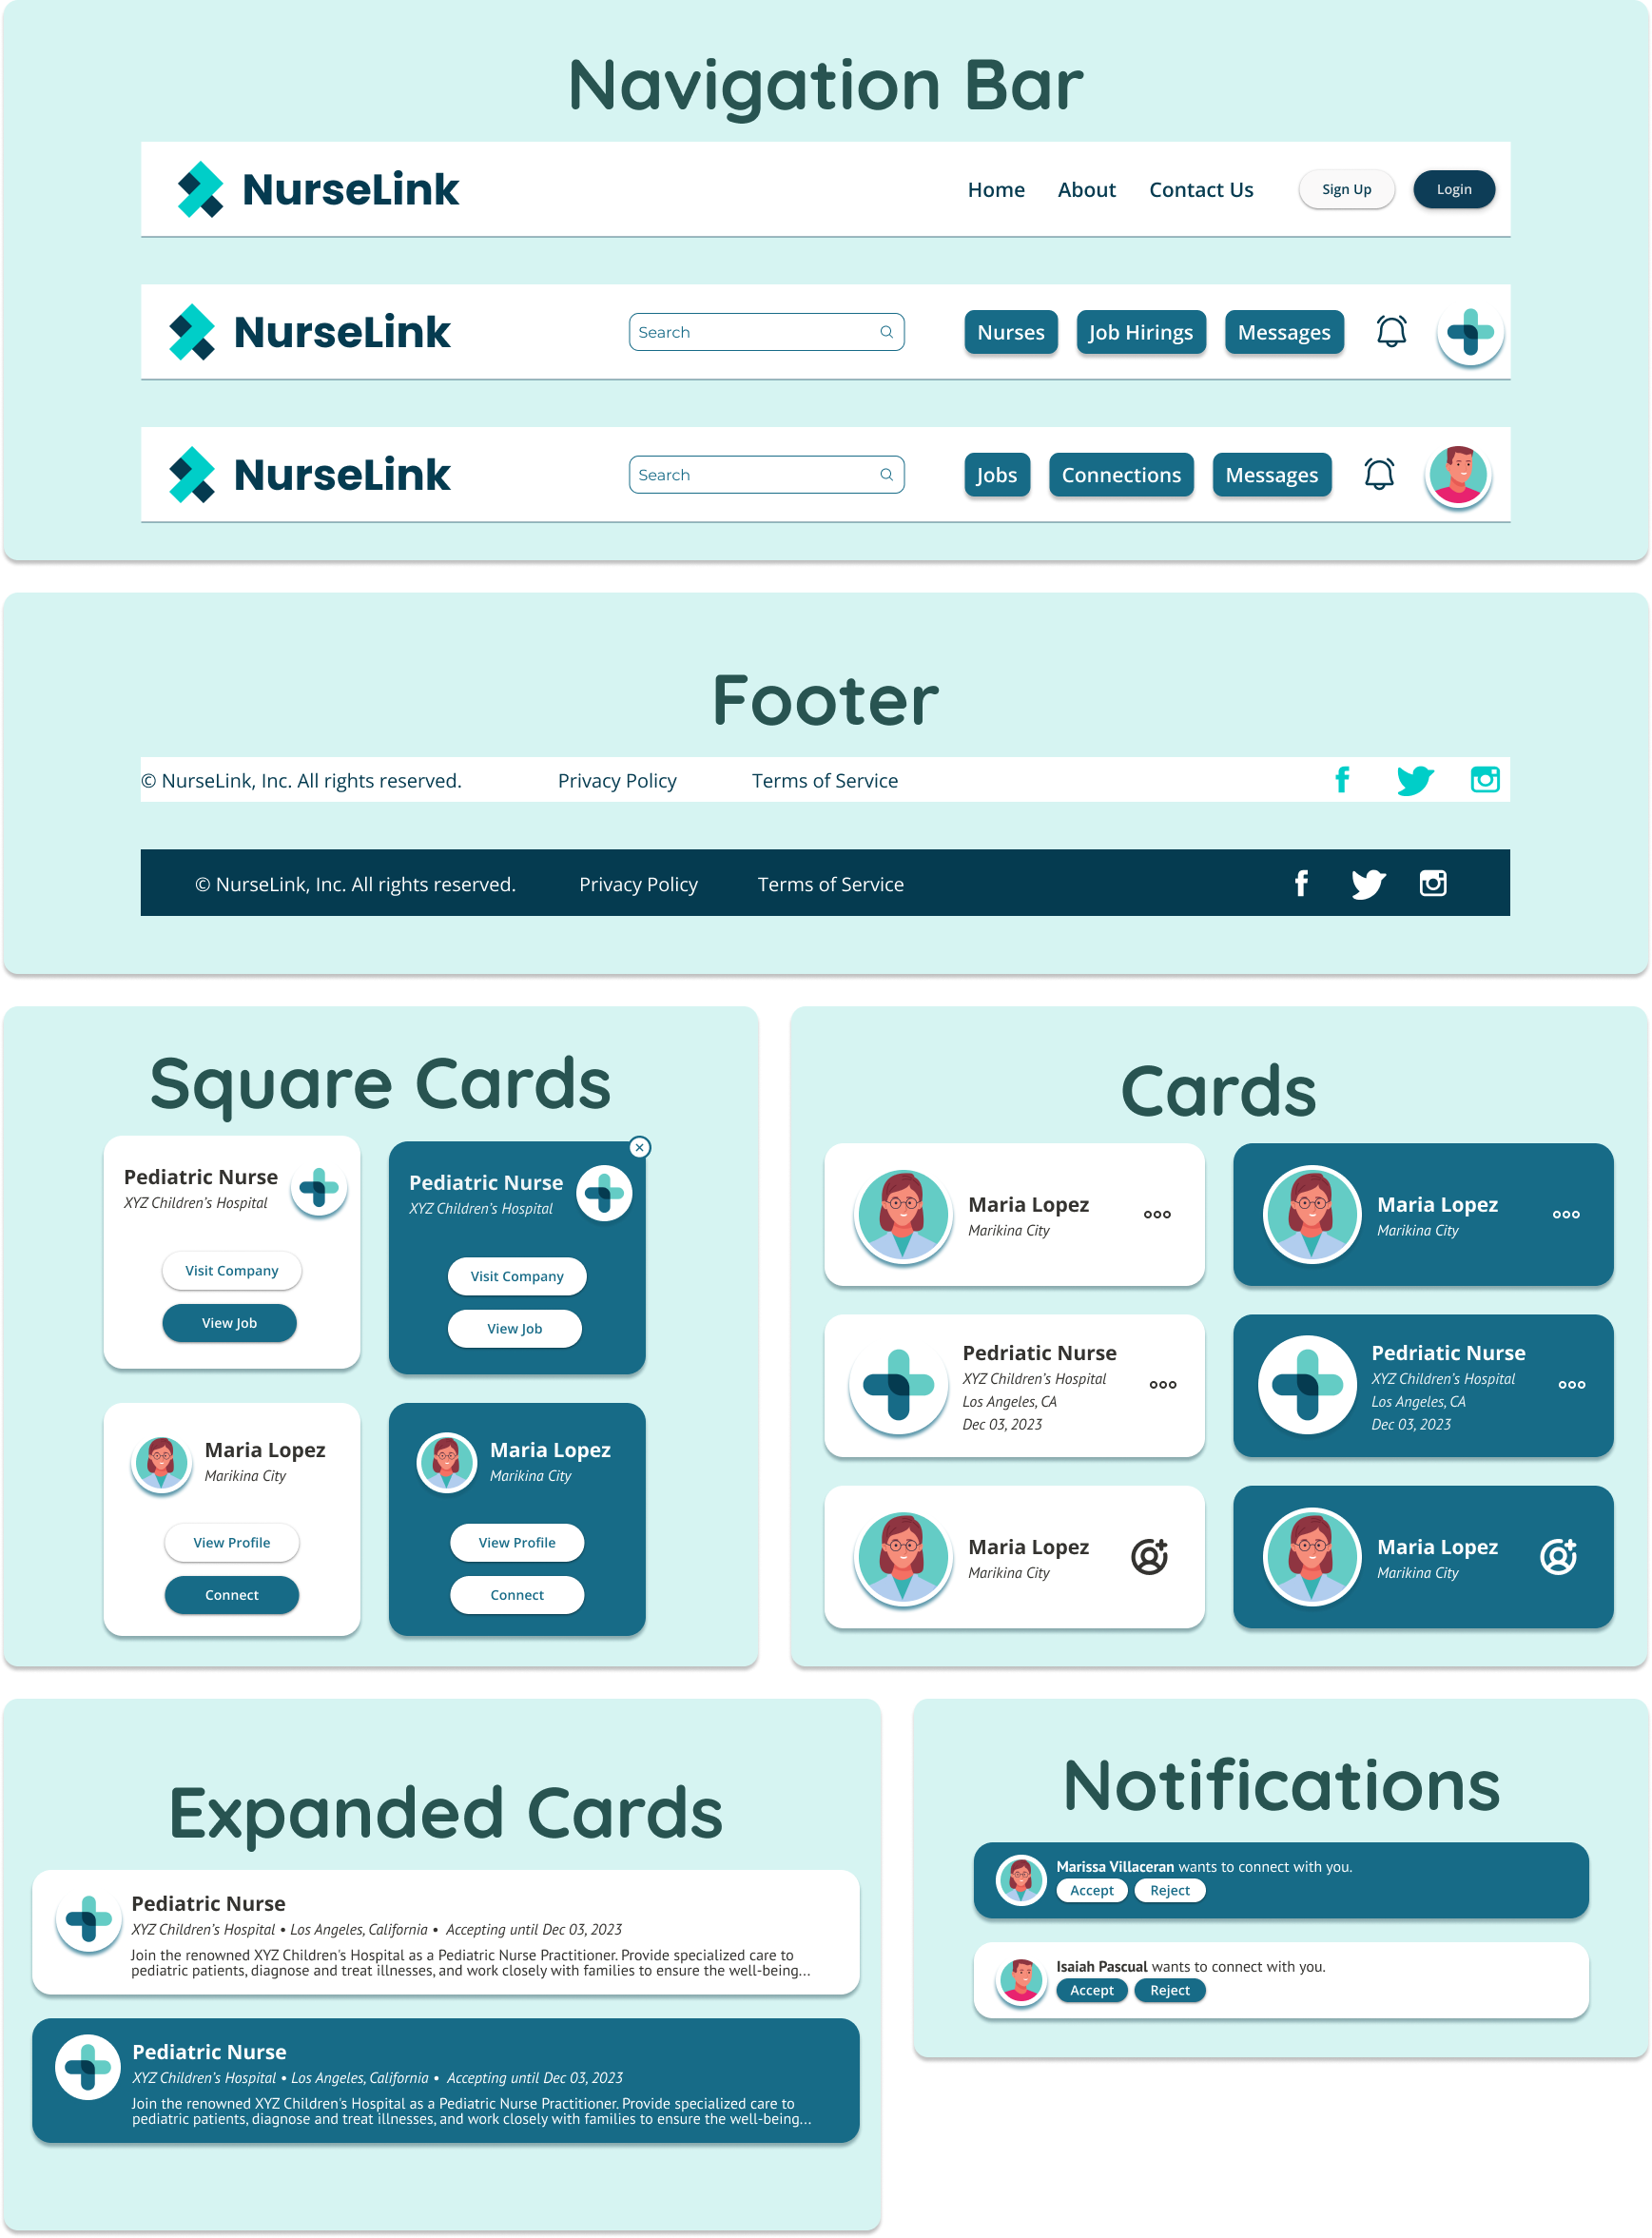 Navigation Bar
NurseLink Home About Contact Us Sign Up Login
NurseLink Search Nurses Job Hirings Messages
NurseLink Search Jobs Connections Messages
Footer
© NurseLink, Inc. All rights reserved. Privacy Policy Terms of Service
© NurseLink, Inc. All rights reserved. Privacy Policy Terms of Service
Square Cards
Pediatric Nurse
XYZ Children's Hospital
Visit Company
View Job
Pediatric Nurse
XYZ Children's Hospital
Visit Company
View Job
Maria Lopez
Marikina City
View Profile
Connect
Maria Lopez
Marikina City
View Profile
Connect
Cards
Maria Lopez
Marikina City
Maria Lopez
Marikina City
Pedriatic Nurse
XYZ Children's Hospital
Los Angeles, CA
Dec 03, 2023
Pedriatic Nurse
XYZ Children's Hospital
Los Angeles, CA
Dec 03, 2023
Maria Lopez
Marikina City
Maria Lopez
Marikina City
Expanded Cards
Pediatric Nurse
XYZ Children's Hospital • Los Angeles, California • Accepting until Dec 03, 2023
Join the renowned XYZ Children's Hospital as a Pediatric Nurse Practitioner. Provide specialized care to
pediatric patients, diagnose and treat illnesses, and work closely with families to ensure the well-being...
Pediatric Nurse
XYZ Children's Hospital • Los Angeles, California • Accepting until Dec 03, 2023
Join the renowned XYZ Children's Hospital as a Pediatric Nurse Practitioner. Provide specialized care to
pediatric patients, diagnose and treat illnesses, and work closely with families to ensure the well-being...
Notifications
Marissa Villaceran wants to connect with you.
Accept Reject
Isaiah Pascual wants to connect with you.
Accept Reject